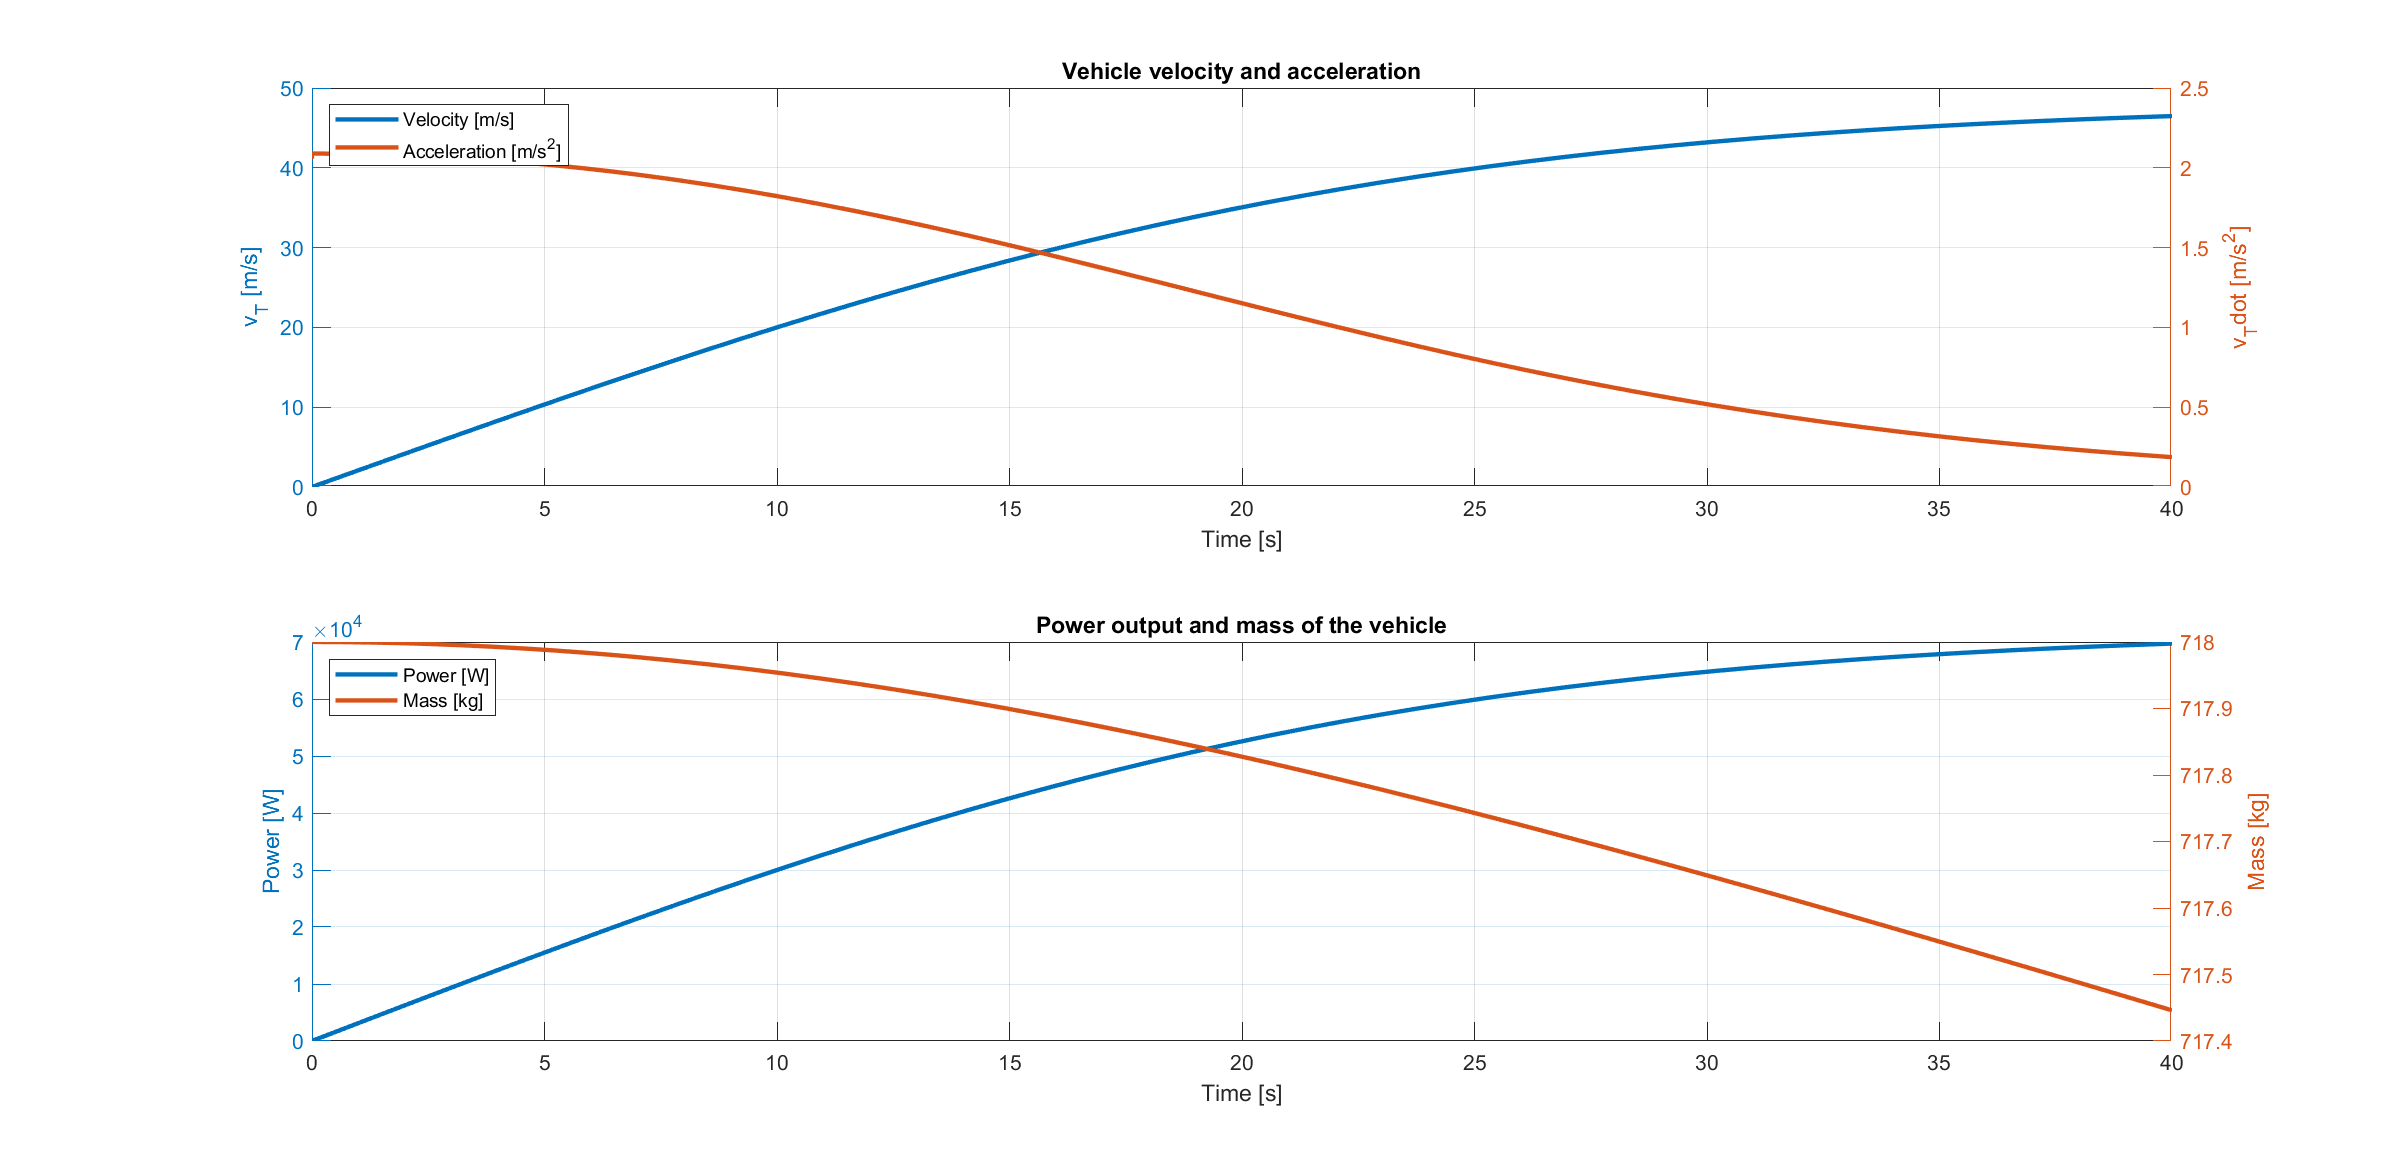 Vehicle velocity and acceleration
50
40
30
20
10
0
v_T [m/s]
Velocity [m/s]
Acceleration [m/s^2]
2.5
2
1.5
1
0.5
0
v_T dot [m/s^2]
0 5 10 15 20 25 30 35 40
Time [s]
Power output and mass of the vehicle
×10^4
7
6
5
4
3
2
1
0
Power [W]
Power [W]
Mass [kg]
718
717.9
717.8
717.7
717.6
717.5
717.4
Mass [kg]
0 5 10 15 20 25 30 35 40
Time [s]